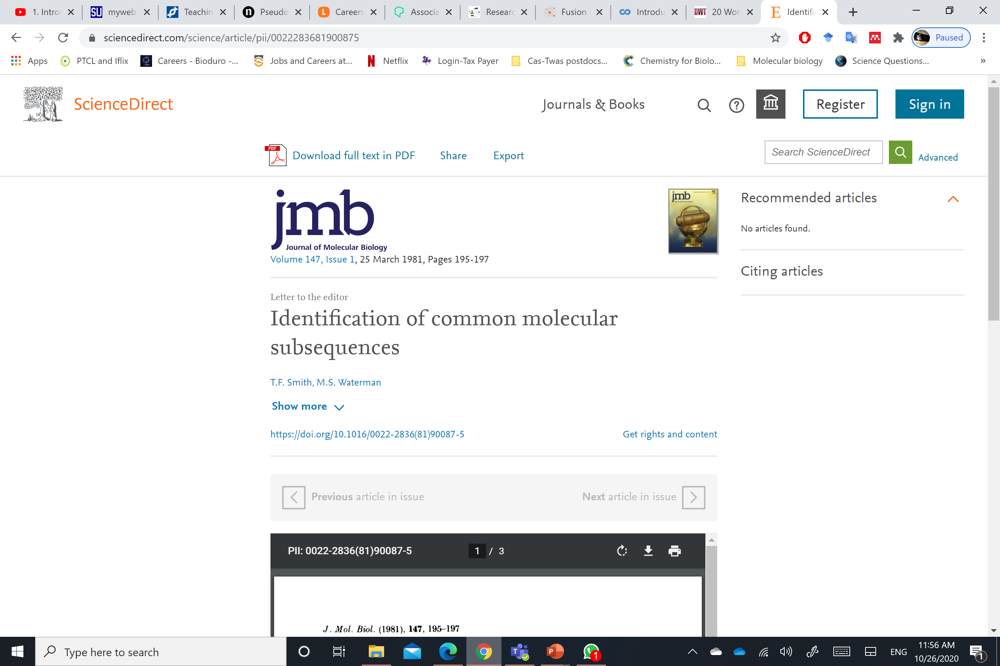 1. Intro
myweb.
Teachin
Pseudo
Careers
Associa
Researc
Fusion
Introdu
20 Wor
Identifi
sciencedirect.com/science/article/pii/0022283681900875
Paused
Apps
PTCL and Iflix
Careers - Bioduro -...
Jobs and Careers at...
Netflix
Login-Tax Payer
Cas-Twas postdocs...
Chemistry for Biolo...
Molecular biology
Science Questions...
»
ScienceDirect
Journals & Books
Register
Sign in
PDF
Download full text in PDF
Share
Export
Search ScienceDirect
Advanced
jmb
Journal of Molecular Biology
Volume 147, Issue 1, 25 March 1981, Pages 195-197
jmb
Recommended articles
No articles found.
Citing articles
Letter to the editor
Identification of common molecular
subsequences
T.F. Smith, M.S. Waterman
Show more
https://doi.org/10.1016/0022-2836(81)90087-5
Get rights and content
Previous article in issue
Next article in issue
PII: 0022-2836(81)90087-5
1 / 3
J. Mol. Biol. (1981), 147, 195–197
Type here to search
1
ENG
11:56 AM
10/26/2020
1